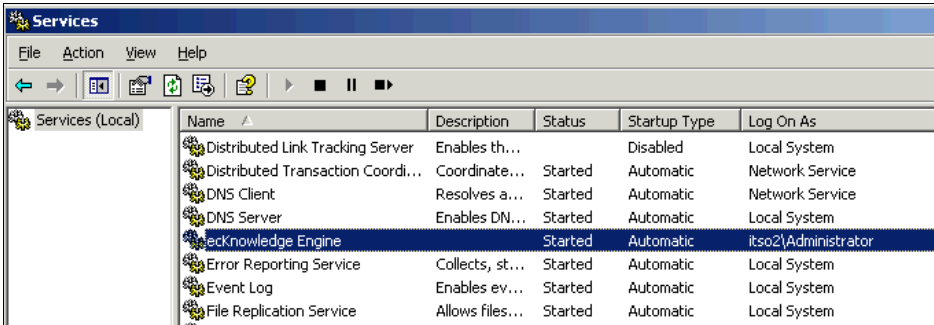 Services
File Action View Help
Services (Local)
Name Description Status Startup Type Log On As
Distributed Link Tracking Server Enables th... Disabled Local System
Distributed Transaction Coordi... Coordinate... Started Automatic Network Service
DNS Client Resolves a... Started Automatic Network Service
DNS Server Enables DN... Started Automatic Local System
ecKnowledge Engine Started Automatic itso2\Administrator
Error Reporting Service Collects, st... Started Automatic Local System
Event Log Enables ev... Started Automatic Local System
File Replication Service Allows files... Started Automatic Local System